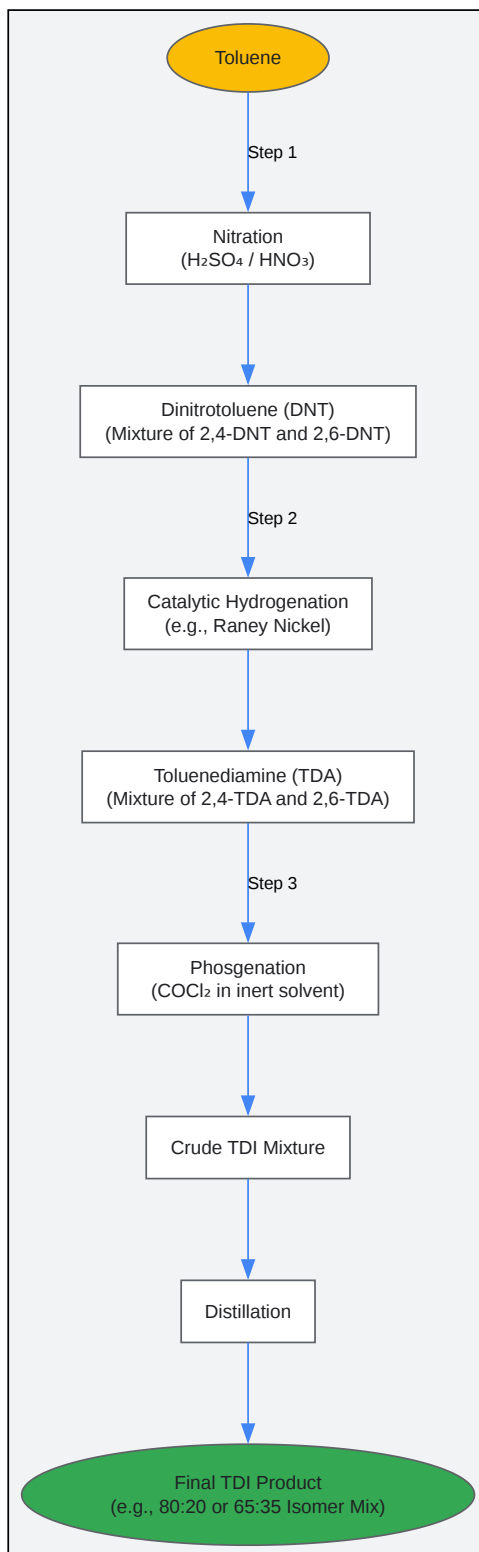 Toluene
Step 1
Nitration
(H₂SO₄ / HNO₃)
Dinitrotoluene (DNT)
(Mixture of 2,4-DNT and 2,6-DNT)
Step 2
Catalytic Hydrogenation
(e.g., Raney Nickel)
Toluenediamine (TDA)
(Mixture of 2,4-TDA and 2,6-TDA)
Step 3
Phosgenation
(COCl₂ in inert solvent)
Crude TDI Mixture
Distillation
Final TDI Product
(e.g., 80:20 or 65:35 Isomer Mix)